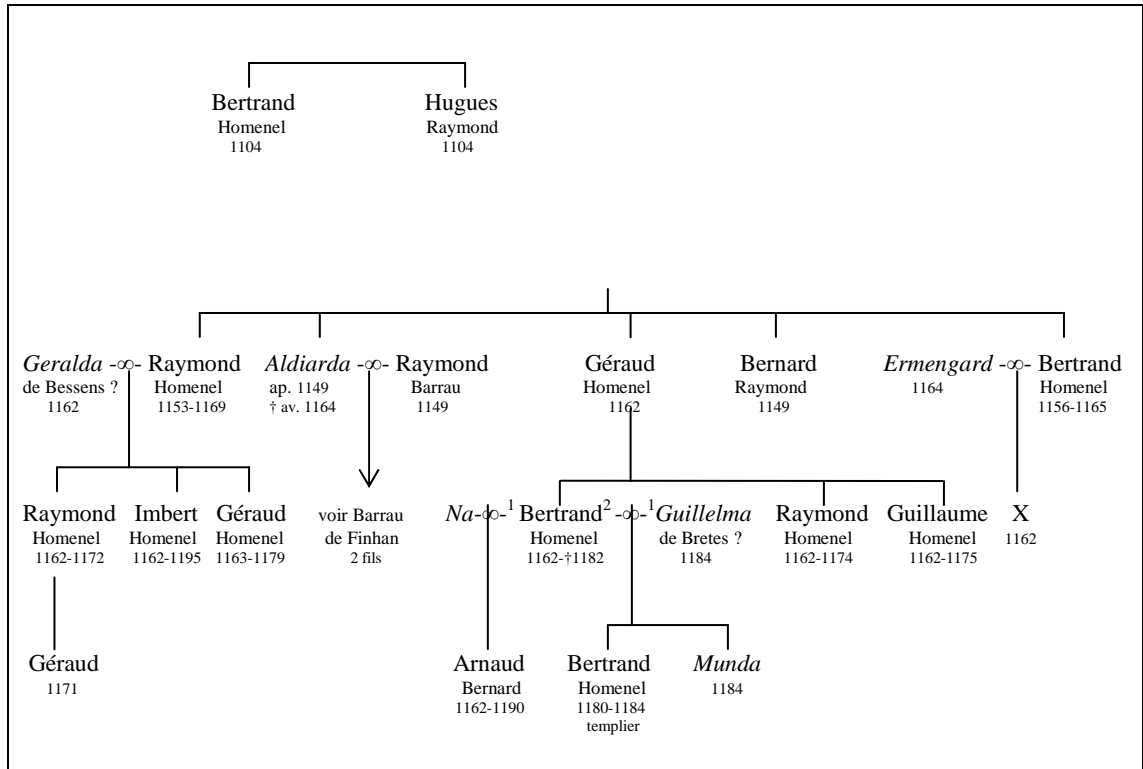 Bertrand Hugues
Homenel Raymond
1104 1104
Geralda -∞- Raymond Aldiarda -∞- Raymond Géraud Bernard Ermengard -∞- Bertrand
de Bessens ? Homenel ap. 1149 Barrau Homenel Raymond 1164 Homenel
1162 1153-1169 † av. 1164 1149 1162 1149 1156-1165
Raymond Imbert Géraud voir Barrau Na-∞-¹ Bertrand² -∞-¹Guillelma Raymond Guillaume X
Homenel Homenel Homenel de Finhan Homenel de Bretes ? Homenel Homenel 1162
1162-1172 1162-1195 1163-1179 2 fils 1162-†1182 1184 1162-1174 1162-1175
Géraud Arnaud Bertrand Munda
1171 Bernard Homenel 1184
1162-1190 1180-1184
templier